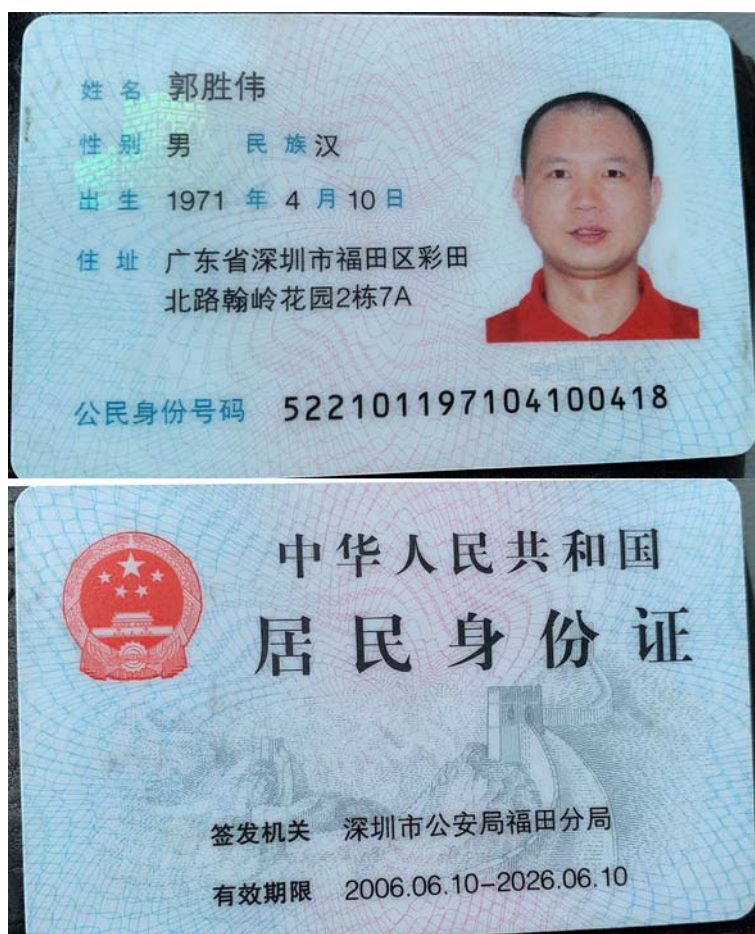 姓名 郭胜伟
性别 男 民族 汉
出生 1971 年 4 月 10 日
住址 广东省深圳市福田区彩田
北路翰岭花园2栋7A
公民身份号码 522101197104100418
中华人民共和国
居民身份证
签发机关 深圳市公安局福田分局
有效期限 2006.06.10-2026.06.10